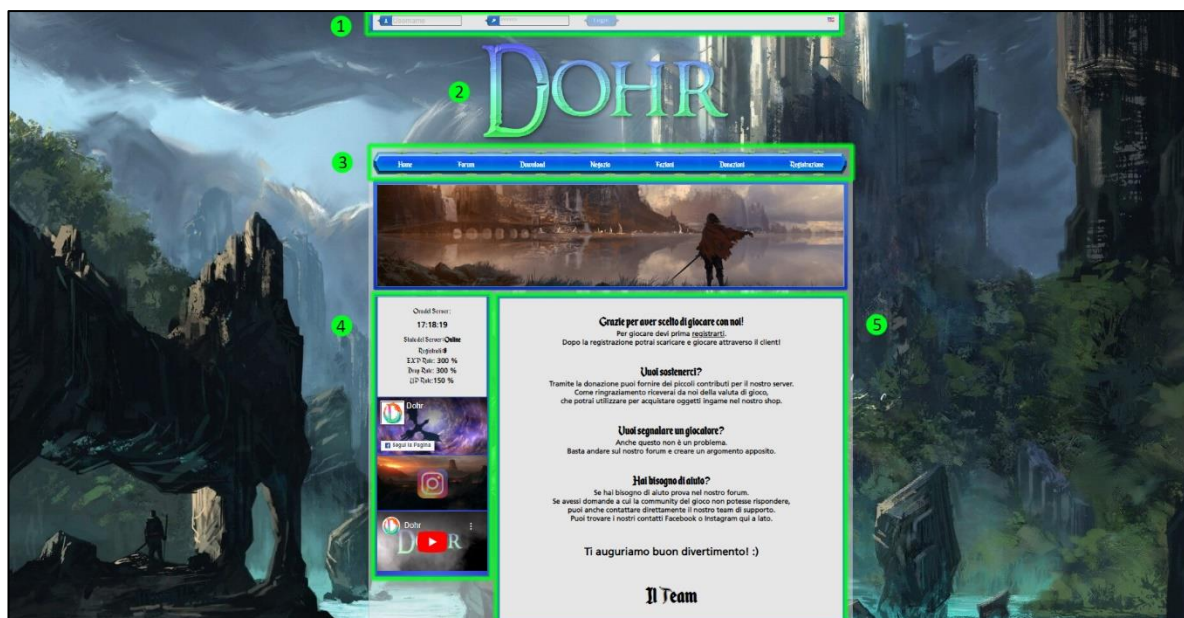 1
Username
Login
2
DOHR
3
Home Forum Download Negozio Fazioni Donazioni Registrazione
4
Ora del Server:
17:18:19
Stato del Server: Online
EXP Rate: 300 %
Drop Rate: 300 %
UP Rate: 150 %
Dohr
Segui la Pagina
Dohr
DOHR
5
Grazie per aver scelto di giocare con noi!
Per giocare devi prima registrarti.
Dopo la registrazione potrai scaricare e giocare attraverso il client!
Vuoi sostenerci?
Tramite la donazione puoi fornire dei piccoli contributi per il nostro server.
Come ringraziamento riceverai da noi della valuta di gioco,
che potrai utilizzare per acquistare oggetti ingame nel nostro shop.
Vuoi segnalare un giocatore?
Anche questo non è un problema.
Basta andare sul nostro forum e creare un argomento apposito.
Hai bisogno di aiuto?
Se hai bisogno di aiuto prova nel nostro forum.
Se avessi domande a cui la community del gioco non potesse rispondere,
puoi anche contattare direttamente il nostro team di supporto.
Puoi trovare i nostri contatti Facebook o Instagram qui a lato.
Ti auguriamo buon divertimento! :)
Il Team